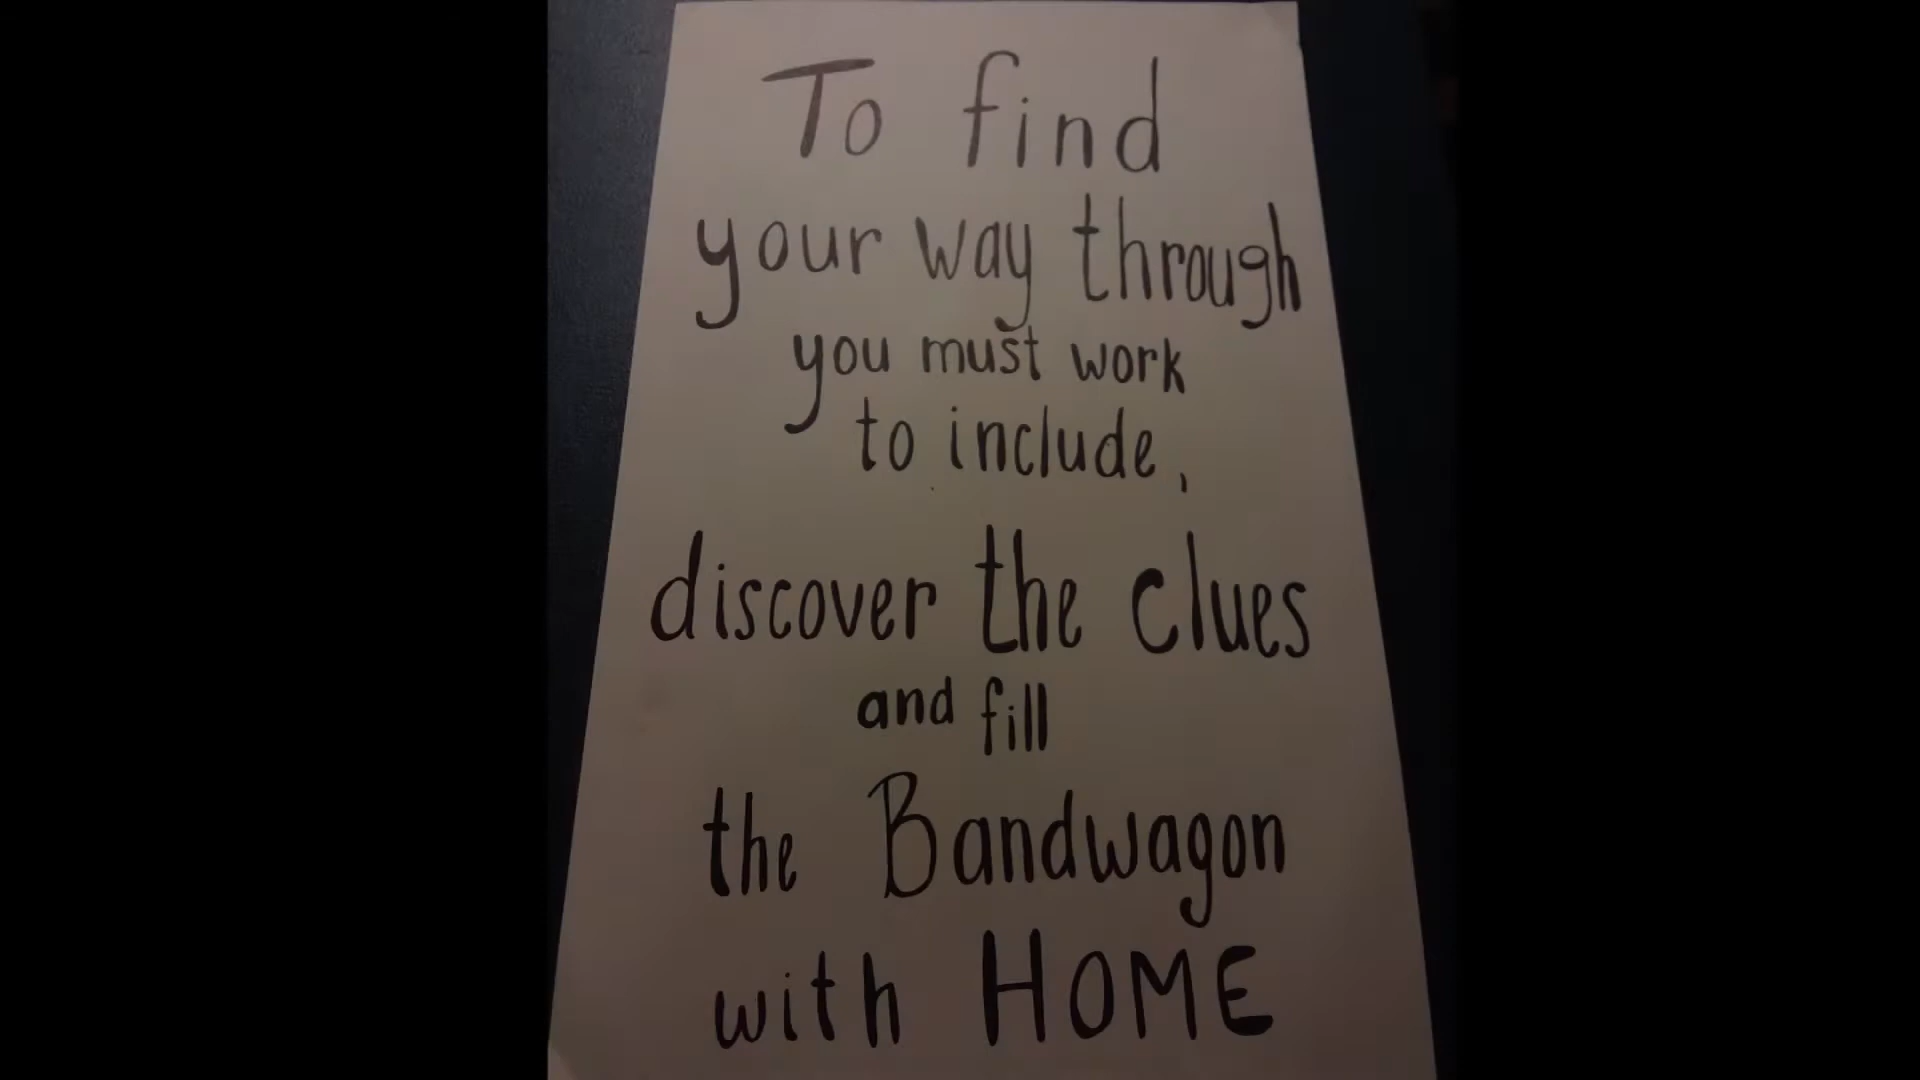 To find
your way through
you must work
to include,
discover the clues
and fill
the Bandwagon
with HOME